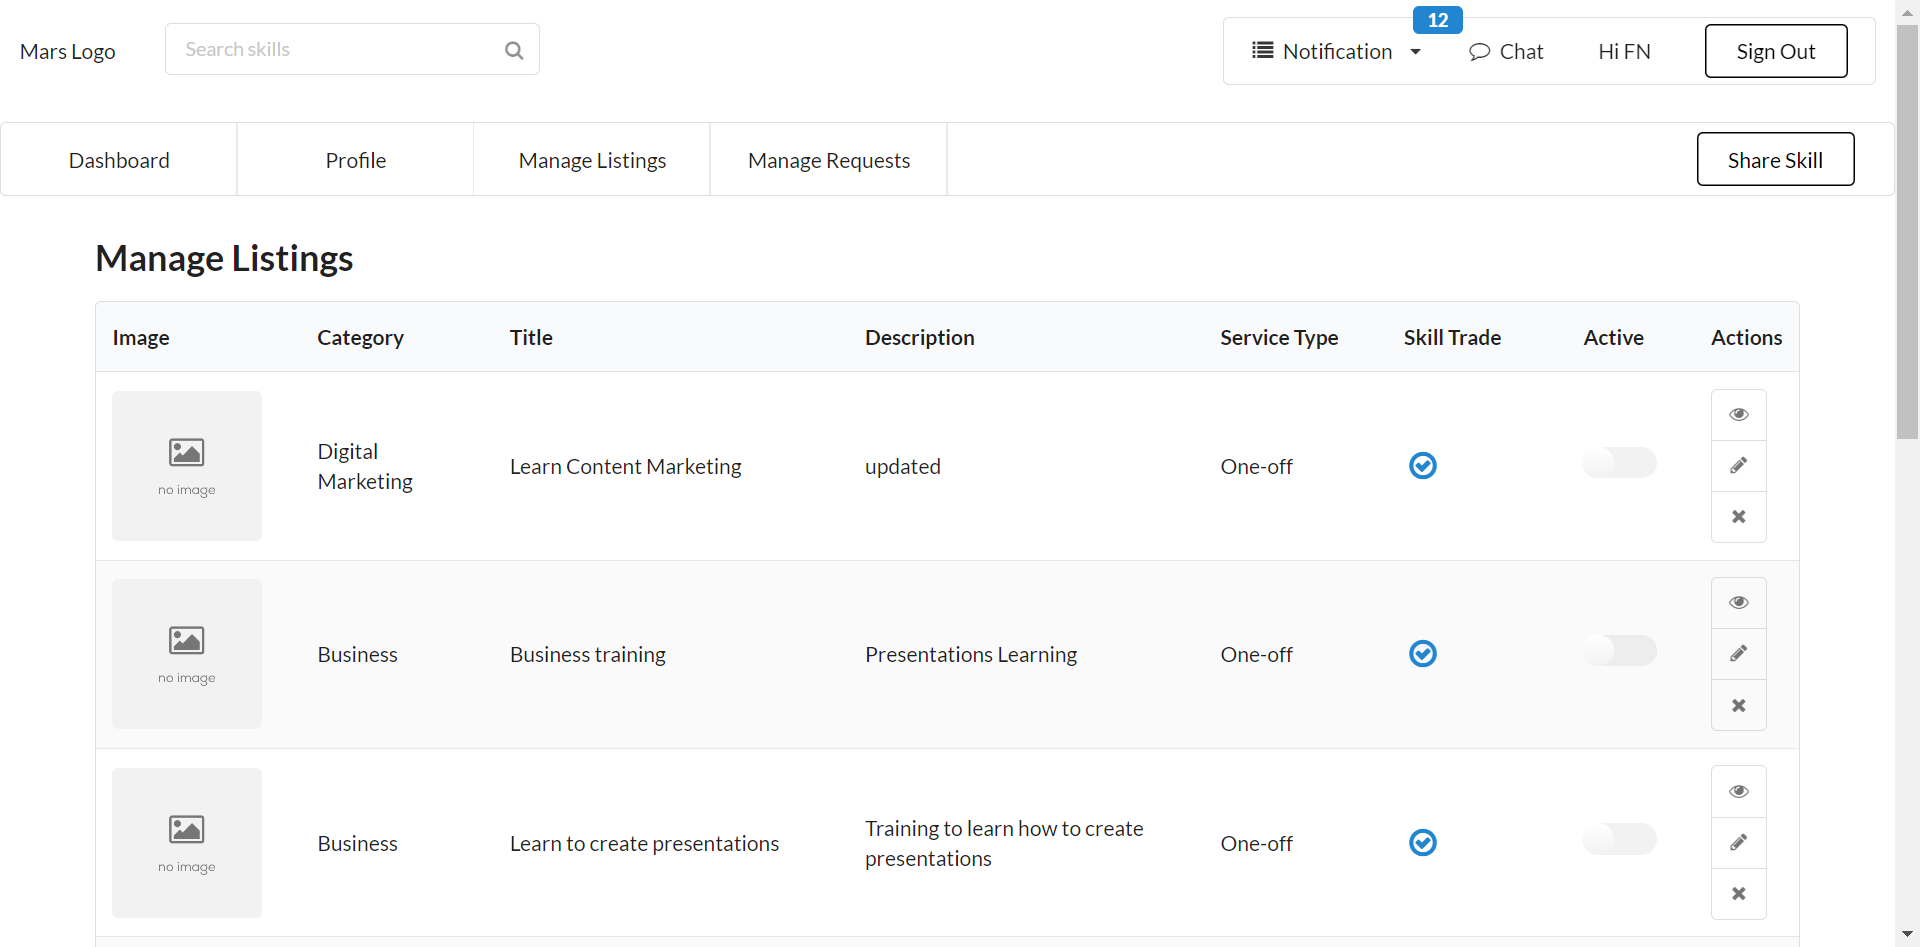 Mars Logo
Search skills
Notification
12
Chat
Hi FN
Sign Out
Dashboard
Profile
Manage Listings
Manage Requests
Share Skill
Manage Listings
Image Category Title Description Service Type Skill Trade Active Actions
no image
Digital
Marketing
Learn Content Marketing
updated
One-off
no image
Business
Business training
Presentations Learning
One-off
no image
Business
Learn to create presentations
Training to learn how to create
presentations
One-off